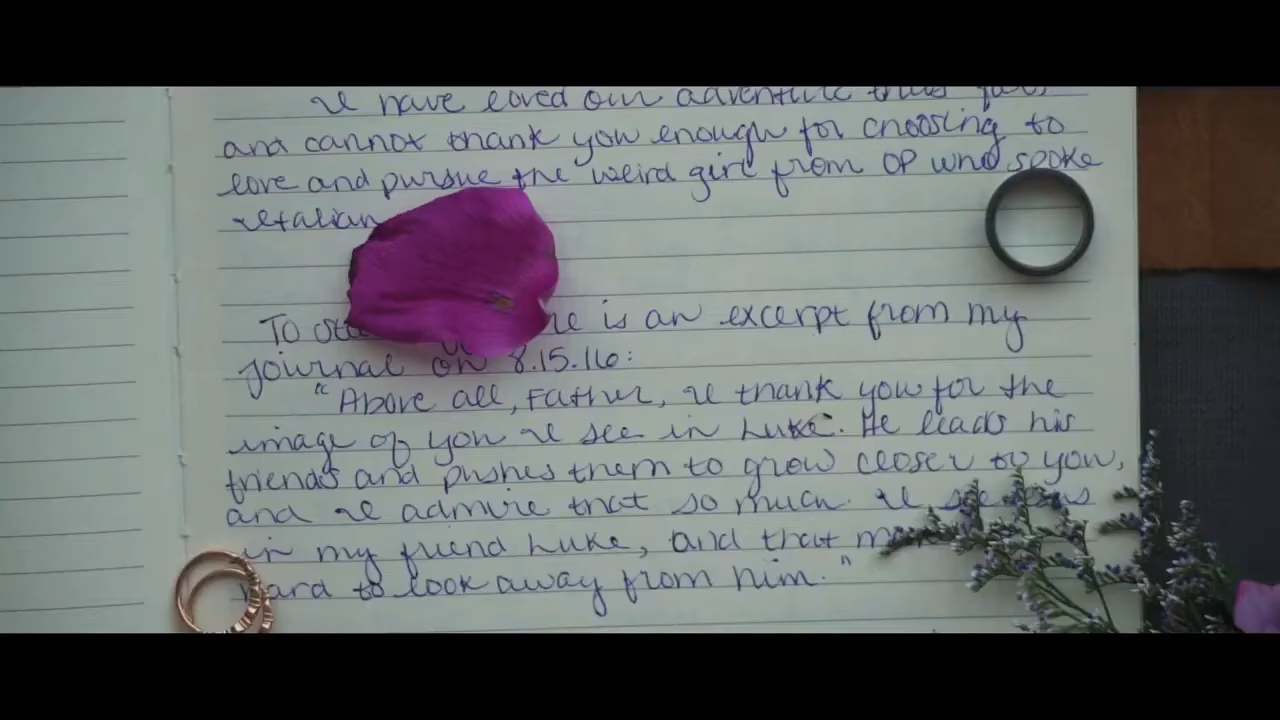 I have loved our adventure thus far
and cannot thank you enough for choosing to
love and pursue the weird girl from OP who spoke
Italian
To is an excerpt from my
journal on 8.15.16:
"Above all, Father, I thank you for the
image of you I see in Luke. He leads his
friends and pushes them to grow closer to you,
and I admire that so much. I see
in my friend Luke, and that
hard to look away from him."